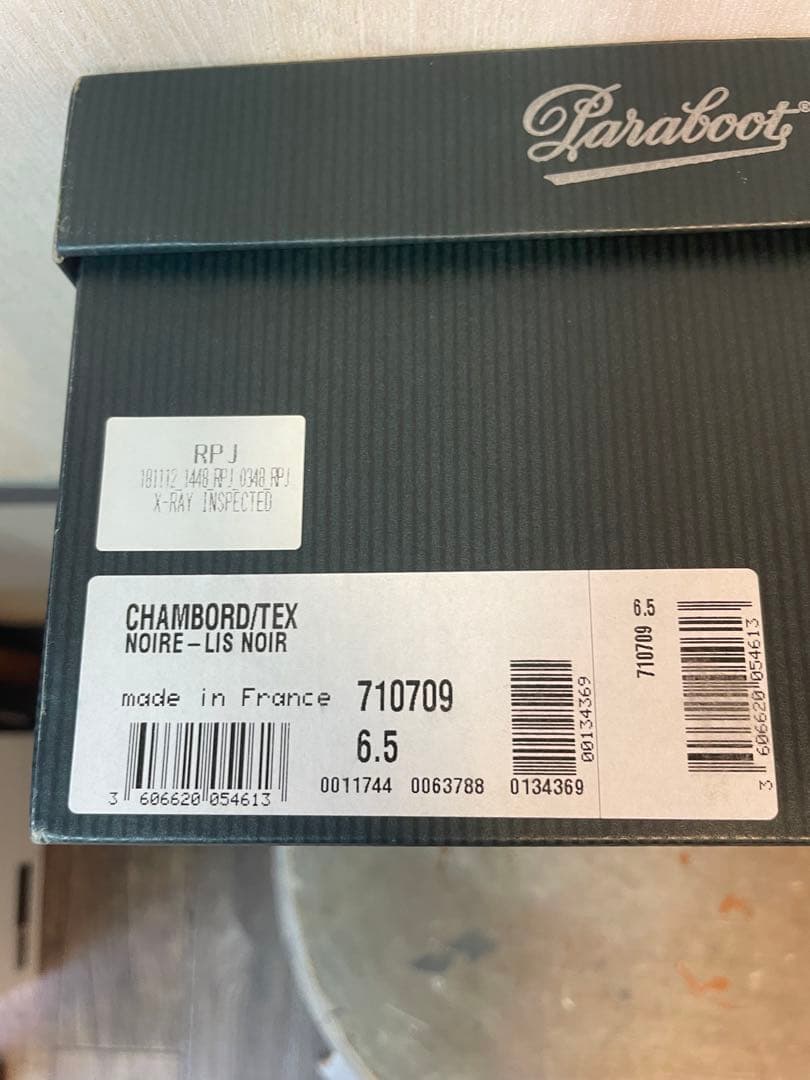 Paraboot®
RPJ
181112_1448_RPJ_0348_RPJ
X-RAY INSPECTED
CHAMBORD/TEX
NOIRE–LIS NOIR
made in France 710709
6.5
3 606620 054613
0011744 0063788 0134369
00134369
6.5
710709
3 606620 054613